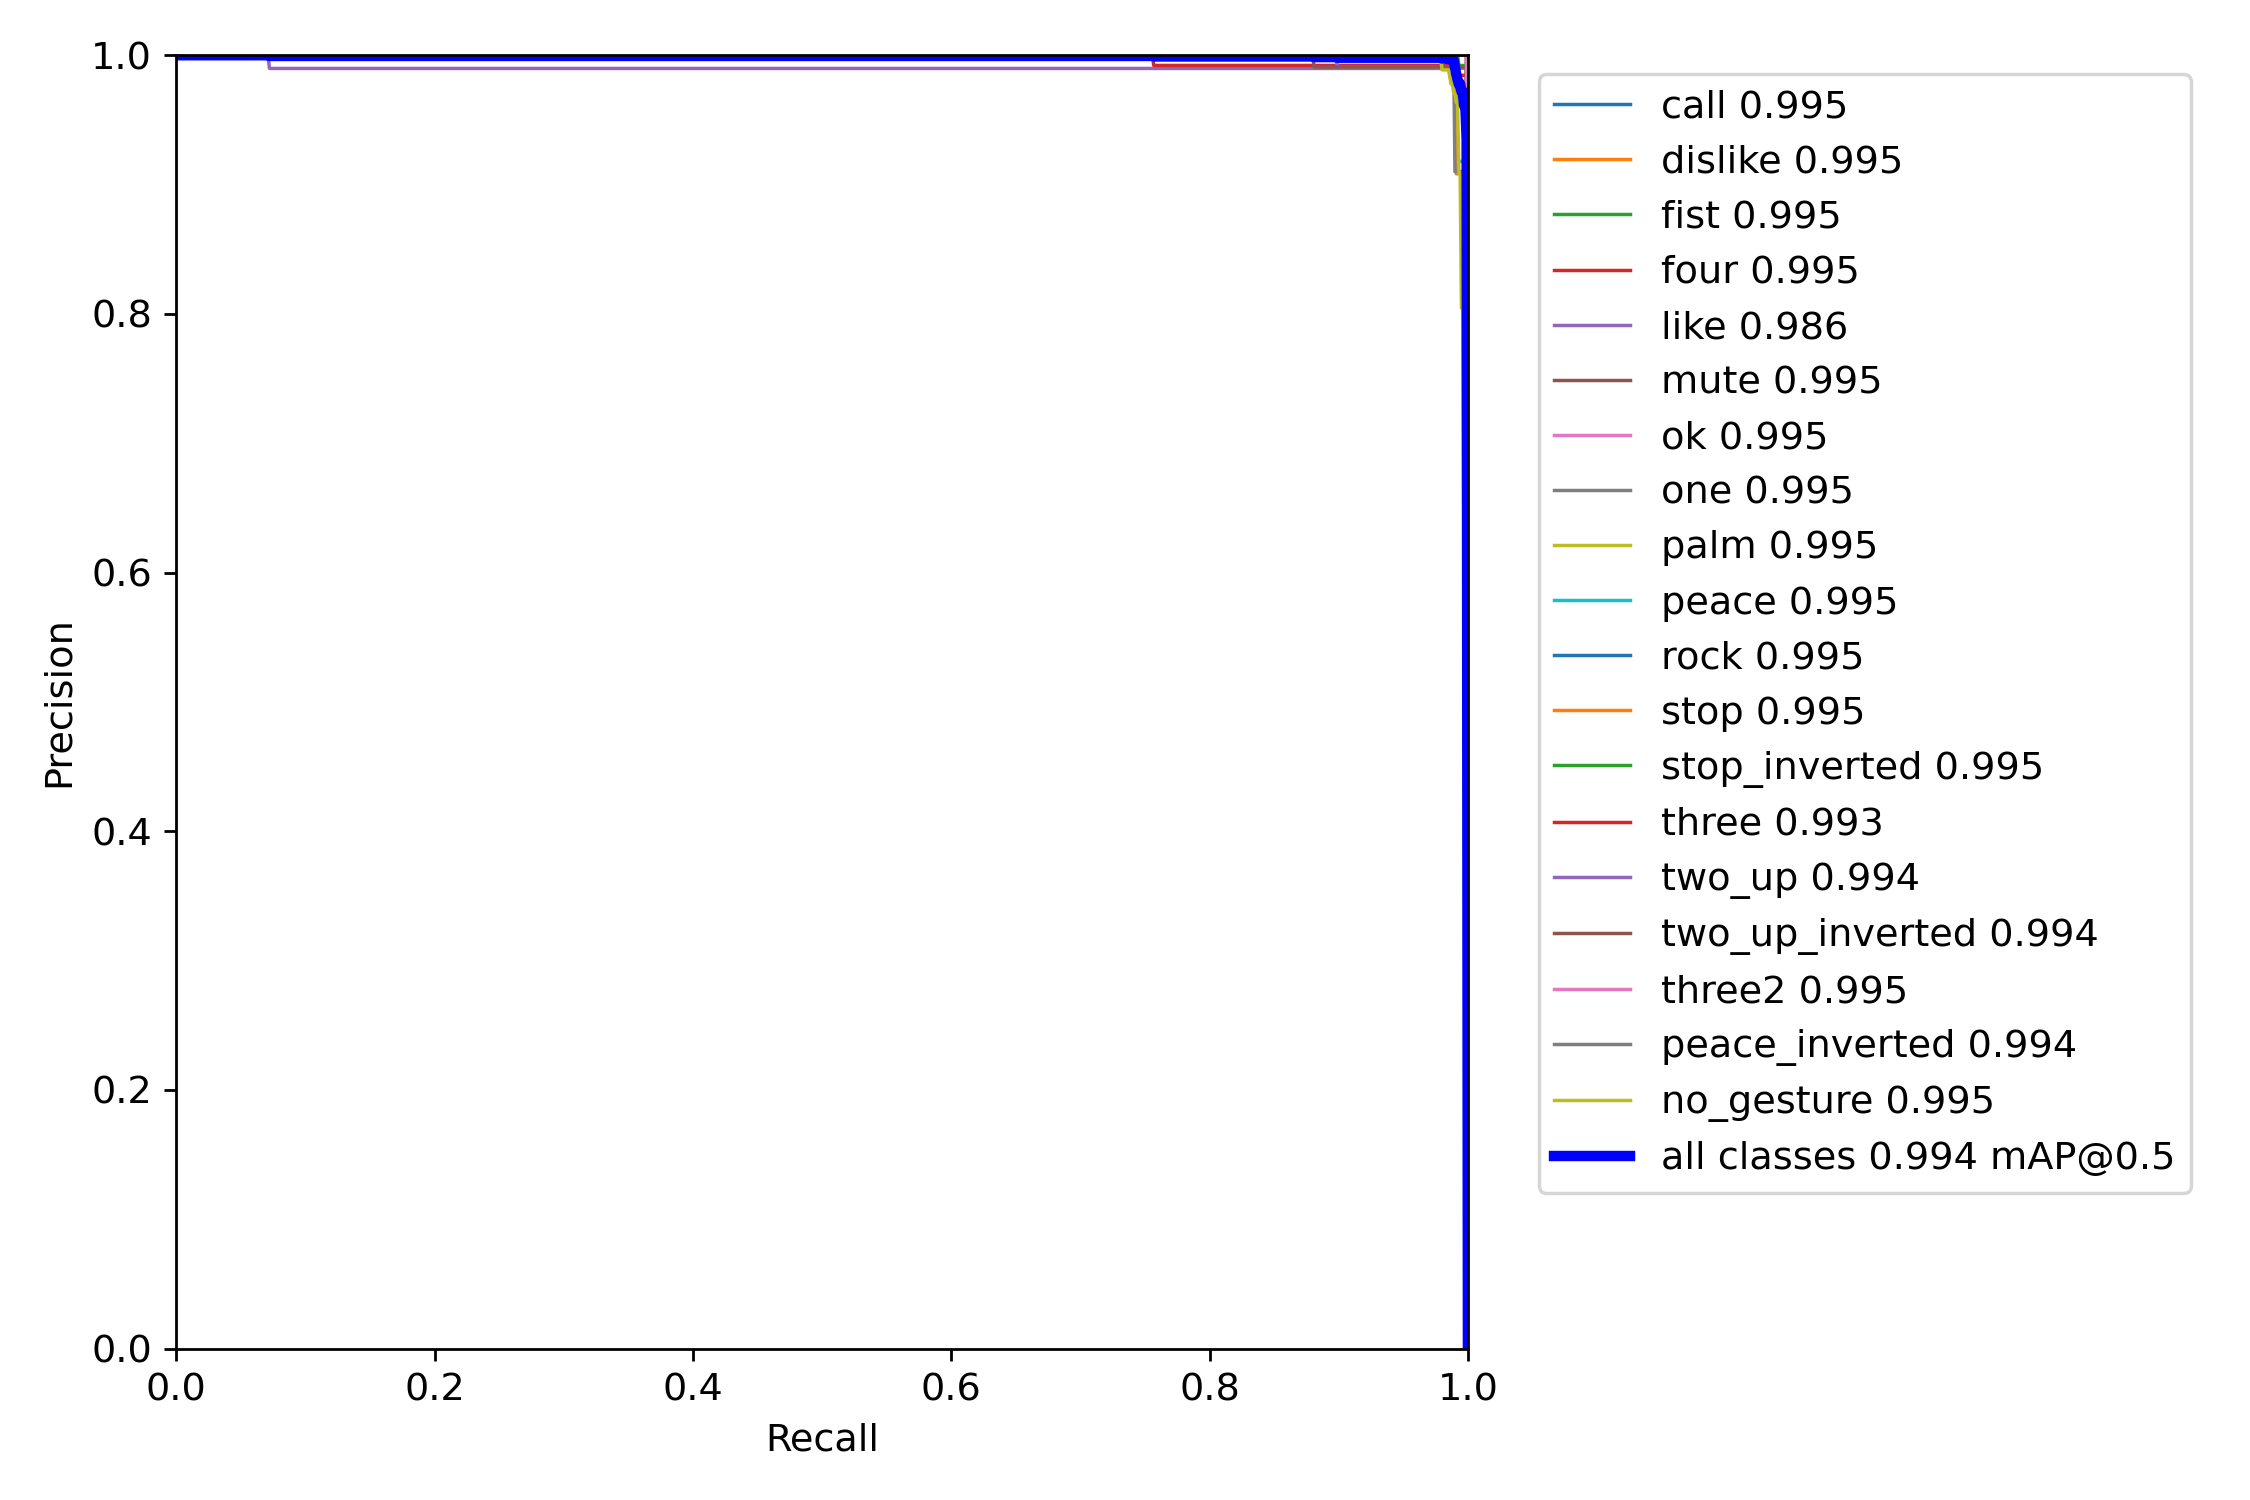 1.0
0.8
0.6
0.4
0.2
0.0
Precision
0.0 0.2 0.4 0.6 0.8 1.0
Recall
call 0.995
dislike 0.995
fist 0.995
four 0.995
like 0.986
mute 0.995
ok 0.995
one 0.995
palm 0.995
peace 0.995
rock 0.995
stop 0.995
stop_inverted 0.995
three 0.993
two_up 0.994
two_up_inverted 0.994
three2 0.995
peace_inverted 0.994
no_gesture 0.995
all classes 0.994 mAP@0.5